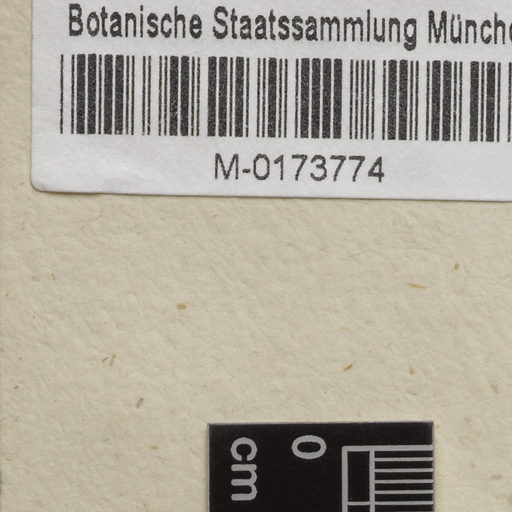 Botanische Staatssammlung Münche
M-0173774
0
cm